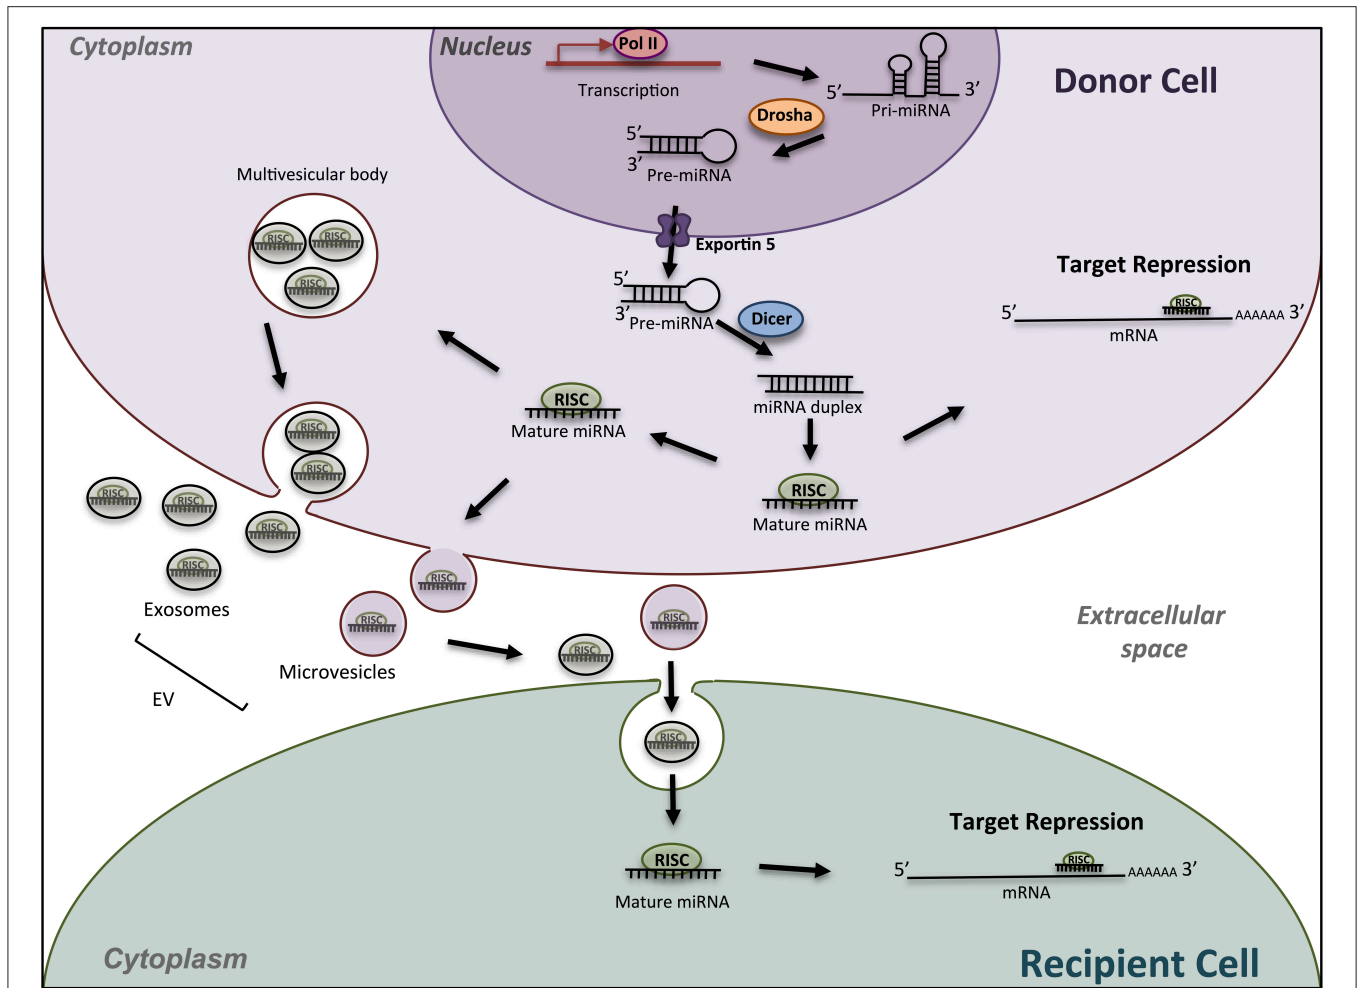 Cytoplasm
Nucleus
Pol II
Transcription
5’
3’
Pri-miRNA
Donor Cell
Drosha
5’
3’
Pre-miRNA
Multivesicular body
RISC
RISC
RISC
Exportin 5
5’
3’
Pre-miRNA
Dicer
Target Repression
RISC
5’
AAAAAA 3’
mRNA
miRNA duplex
RISC
Mature miRNA
RISC
Mature miRNA
RISC
RISC
RISC
RISC
RISC
RISC
Exosomes
EV
RISC
RISC
Microvesicles
RISC
RISC
Extracellular
space
RISC
RISC
Mature miRNA
Target Repression
RISC
5’
AAAAAA 3’
mRNA
Cytoplasm
Recipient Cell